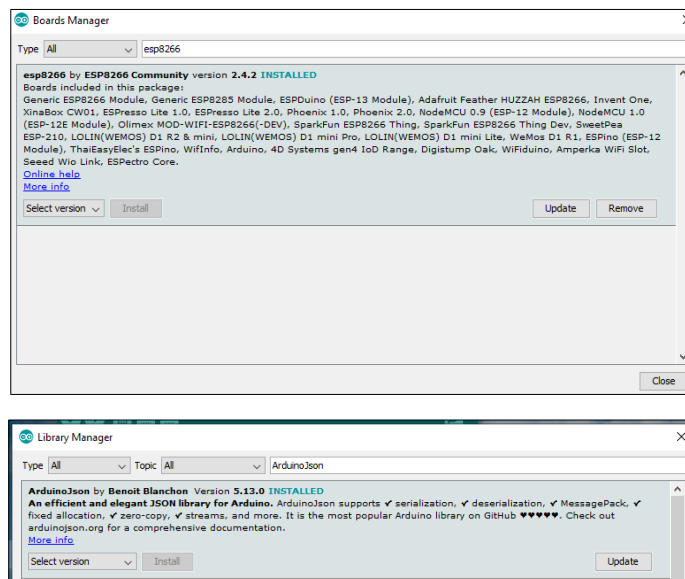 Boards Manager
Type All esp8266
esp8266 by ESP8266 Community version 2.4.2 INSTALLED
Boards included in this package:
Generic ESP8266 Module, Generic ESP8285 Module, ESPDuino (ESP-13 Module), Adafruit Feather HUZZAH ESP8266, Invent One,
XinaBox CW01, ESPresso Lite 1.0, ESPresso Lite 2.0, Phoenix 1.0, Phoenix 2.0, NodeMCU 0.9 (ESP-12 Module), NodeMCU 1.0
(ESP-12E Module), Olimex MOD-WIFI-ESP8266(-DEV), SparkFun ESP8266 Thing, SparkFun ESP8266 Thing Dev, SweetPea
ESP-210, LOLIN(WEMOS) D1 R2 & mini, LOLIN(WEMOS) D1 mini Pro, LOLIN(WEMOS) D1 mini Lite, WeMos D1 R1, ESPino (ESP-12
Module), ThaiEasyElec's ESPino, WifInfo, Arduino, 4D Systems gen4 IoD Range, Digistump Oak, WiFiduino, Amperka WiFi Slot,
Seeed Wio Link, ESPectro Core.
Online help
More info
Select version Install Update Remove
Close
Library Manager
Type All Topic All ArduinoJson
ArduinoJson by Benoit Blanchon Version 5.13.0 INSTALLED
An efficient and elegant JSON library for Arduino. ArduinoJson supports ✔ serialization, ✔ deserialization, ✔ MessagePack, ✔
fixed allocation, ✔ zero-copy, ✔ streams, and more. It is the most popular Arduino library on GitHub ♥♥♥♥♥. Check out
arduinojson.org for a comprehensive documentation.
More info
Select version Install Update